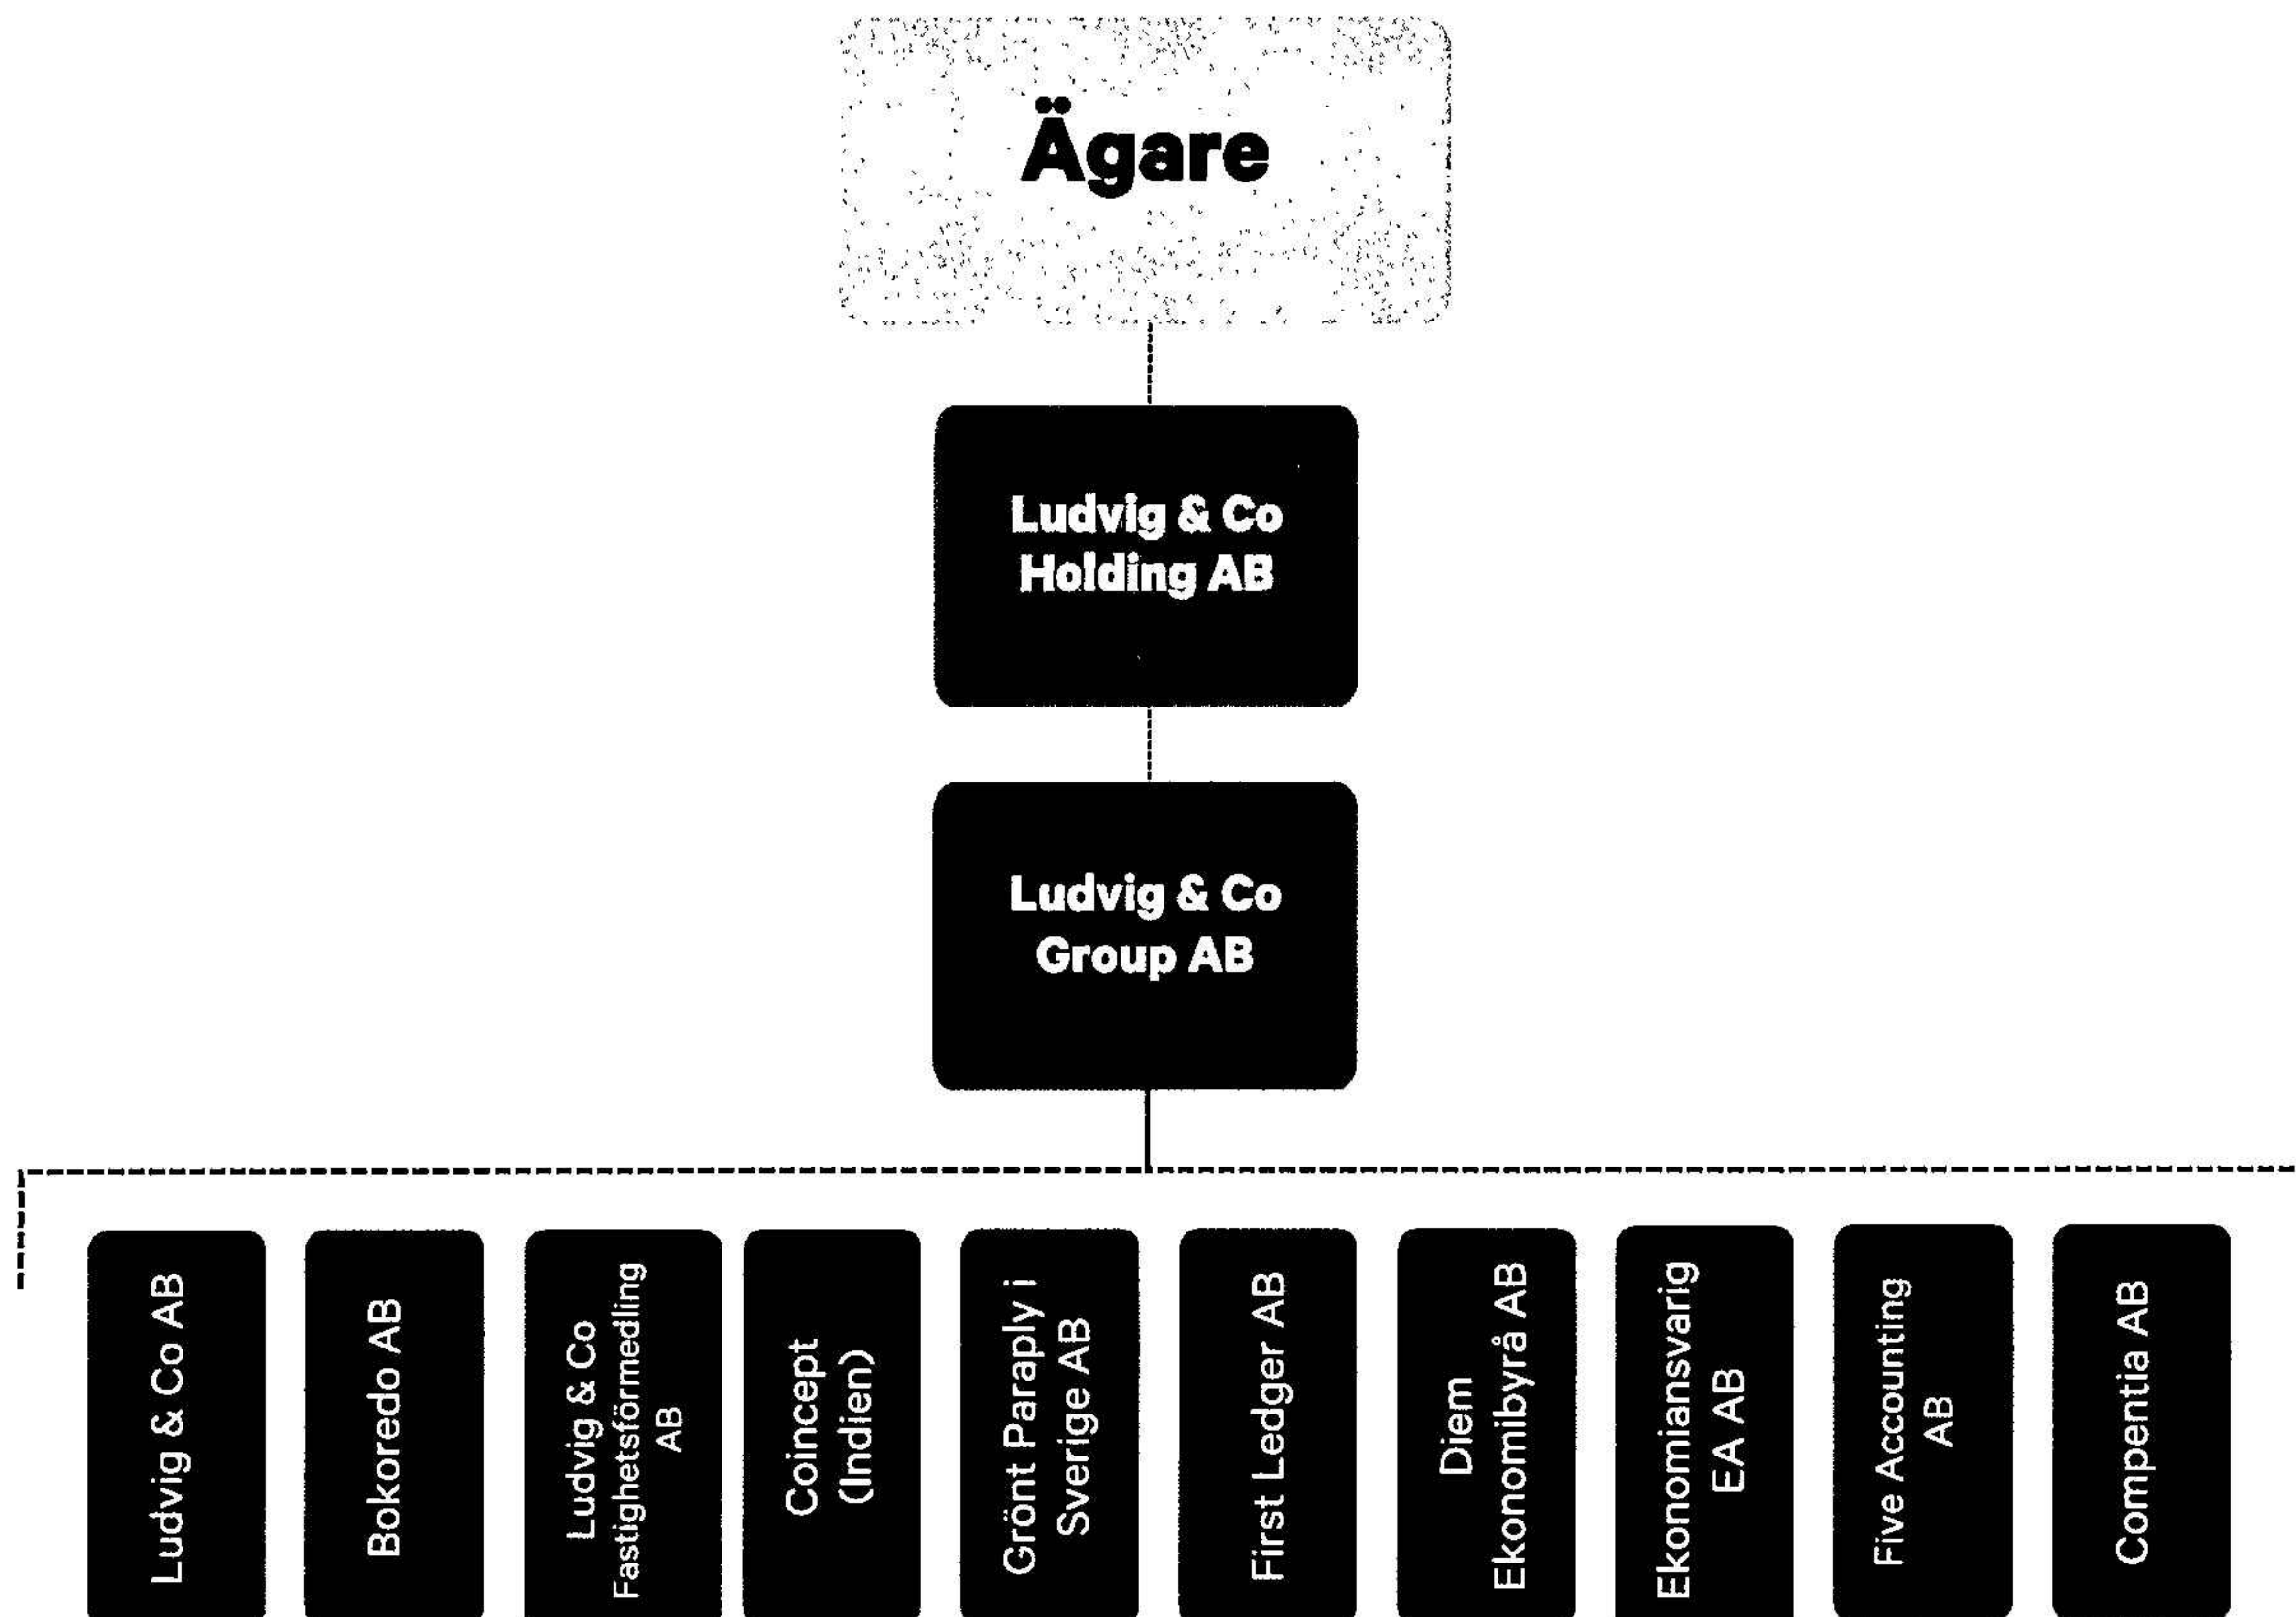 Ägare
Ludvig & Co
Holding AB
Ludvig & Co
Group AB
Ludvig & Co AB
Bokoredo AB
Ludvig & Co
Fastighetsförmedling
AB
Coincept
(Indien)
Grönt Paraply i
Sverige AB
First Ledger AB
Diem
Ekonomibyrå AB
Ekonomiansvarig
EA AB
Five Accounting
AB
Compentia AB